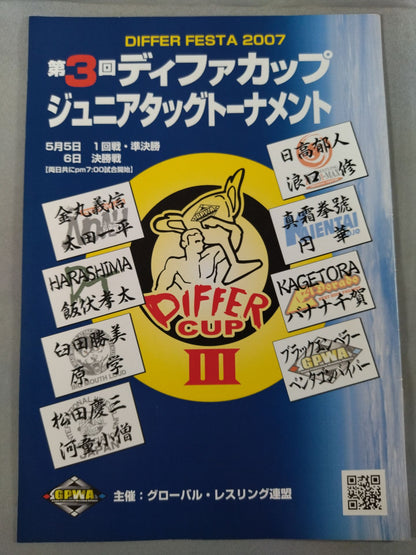 DIFFER FESTA 2007
第3回ディファカップ
ジュニアタッグトーナメント
5月5日 1回戦・準決勝
6日 決勝戦
[両日共にpm7:00試合開始]
金丸義信
太田一平
HARASHIMA
飯伏孝太
臼田勝美
原 学
松田慶三
河童小僧
日高郁人
浪口 修
真霜拳號
円 華
KAGETORA
バナナ千賀
ブラックエンペラー
ペンタゴンハイパー
DIFFER
CUP
III
GPWA
主催：グローバル・レスリング連盟